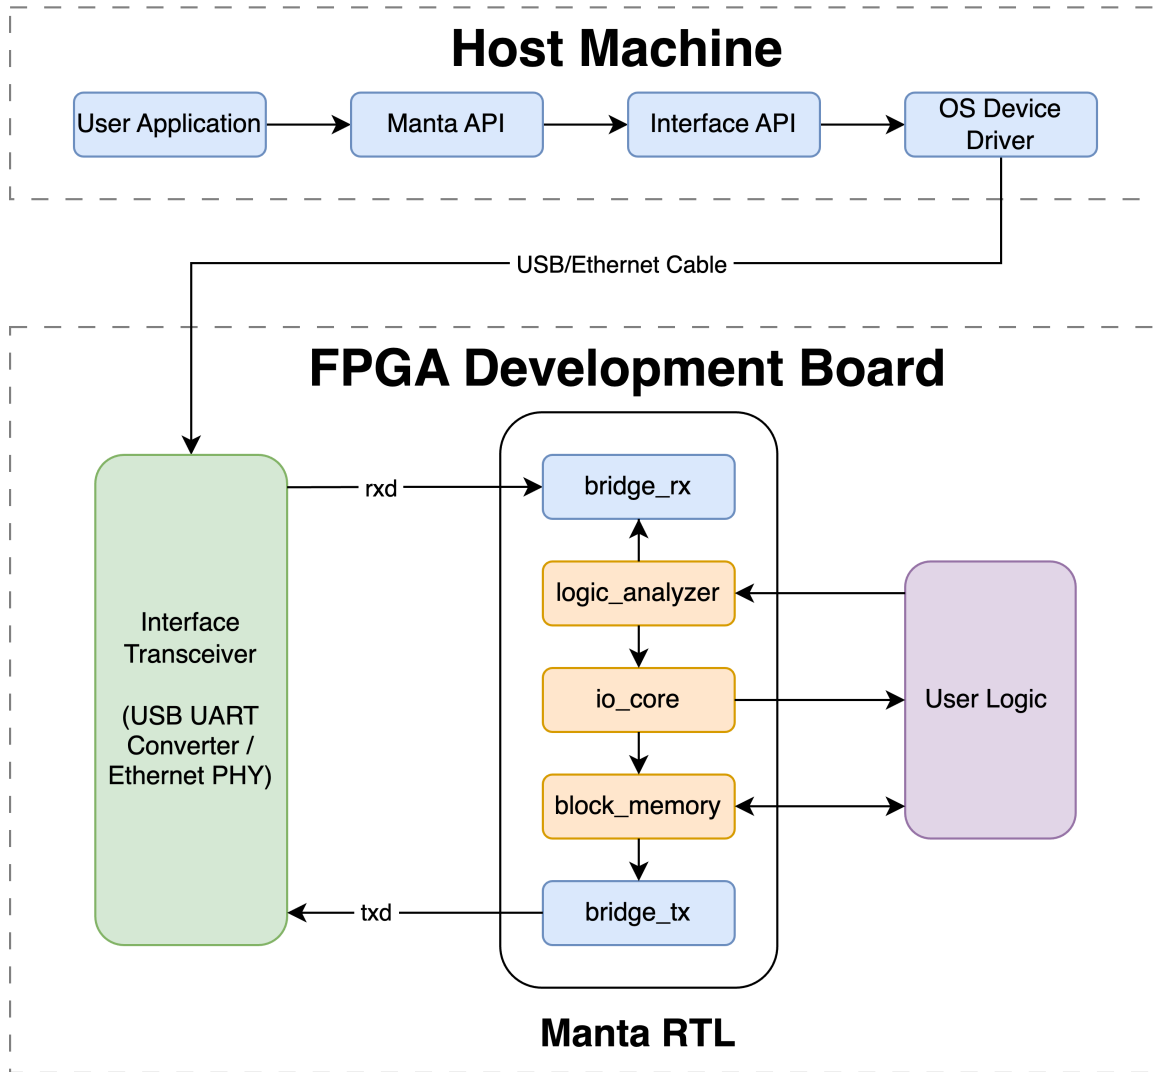 Host Machine
User Application
Manta API
Interface API
OS Device
Driver
USB/Ethernet Cable
FPGA Development Board
rxd
bridge_rx
logic_analyzer
Interface
Transceiver
(USB UART
Converter /
Ethernet PHY)
io_core
User Logic
block_memory
txd
bridge_tx
Manta RTL